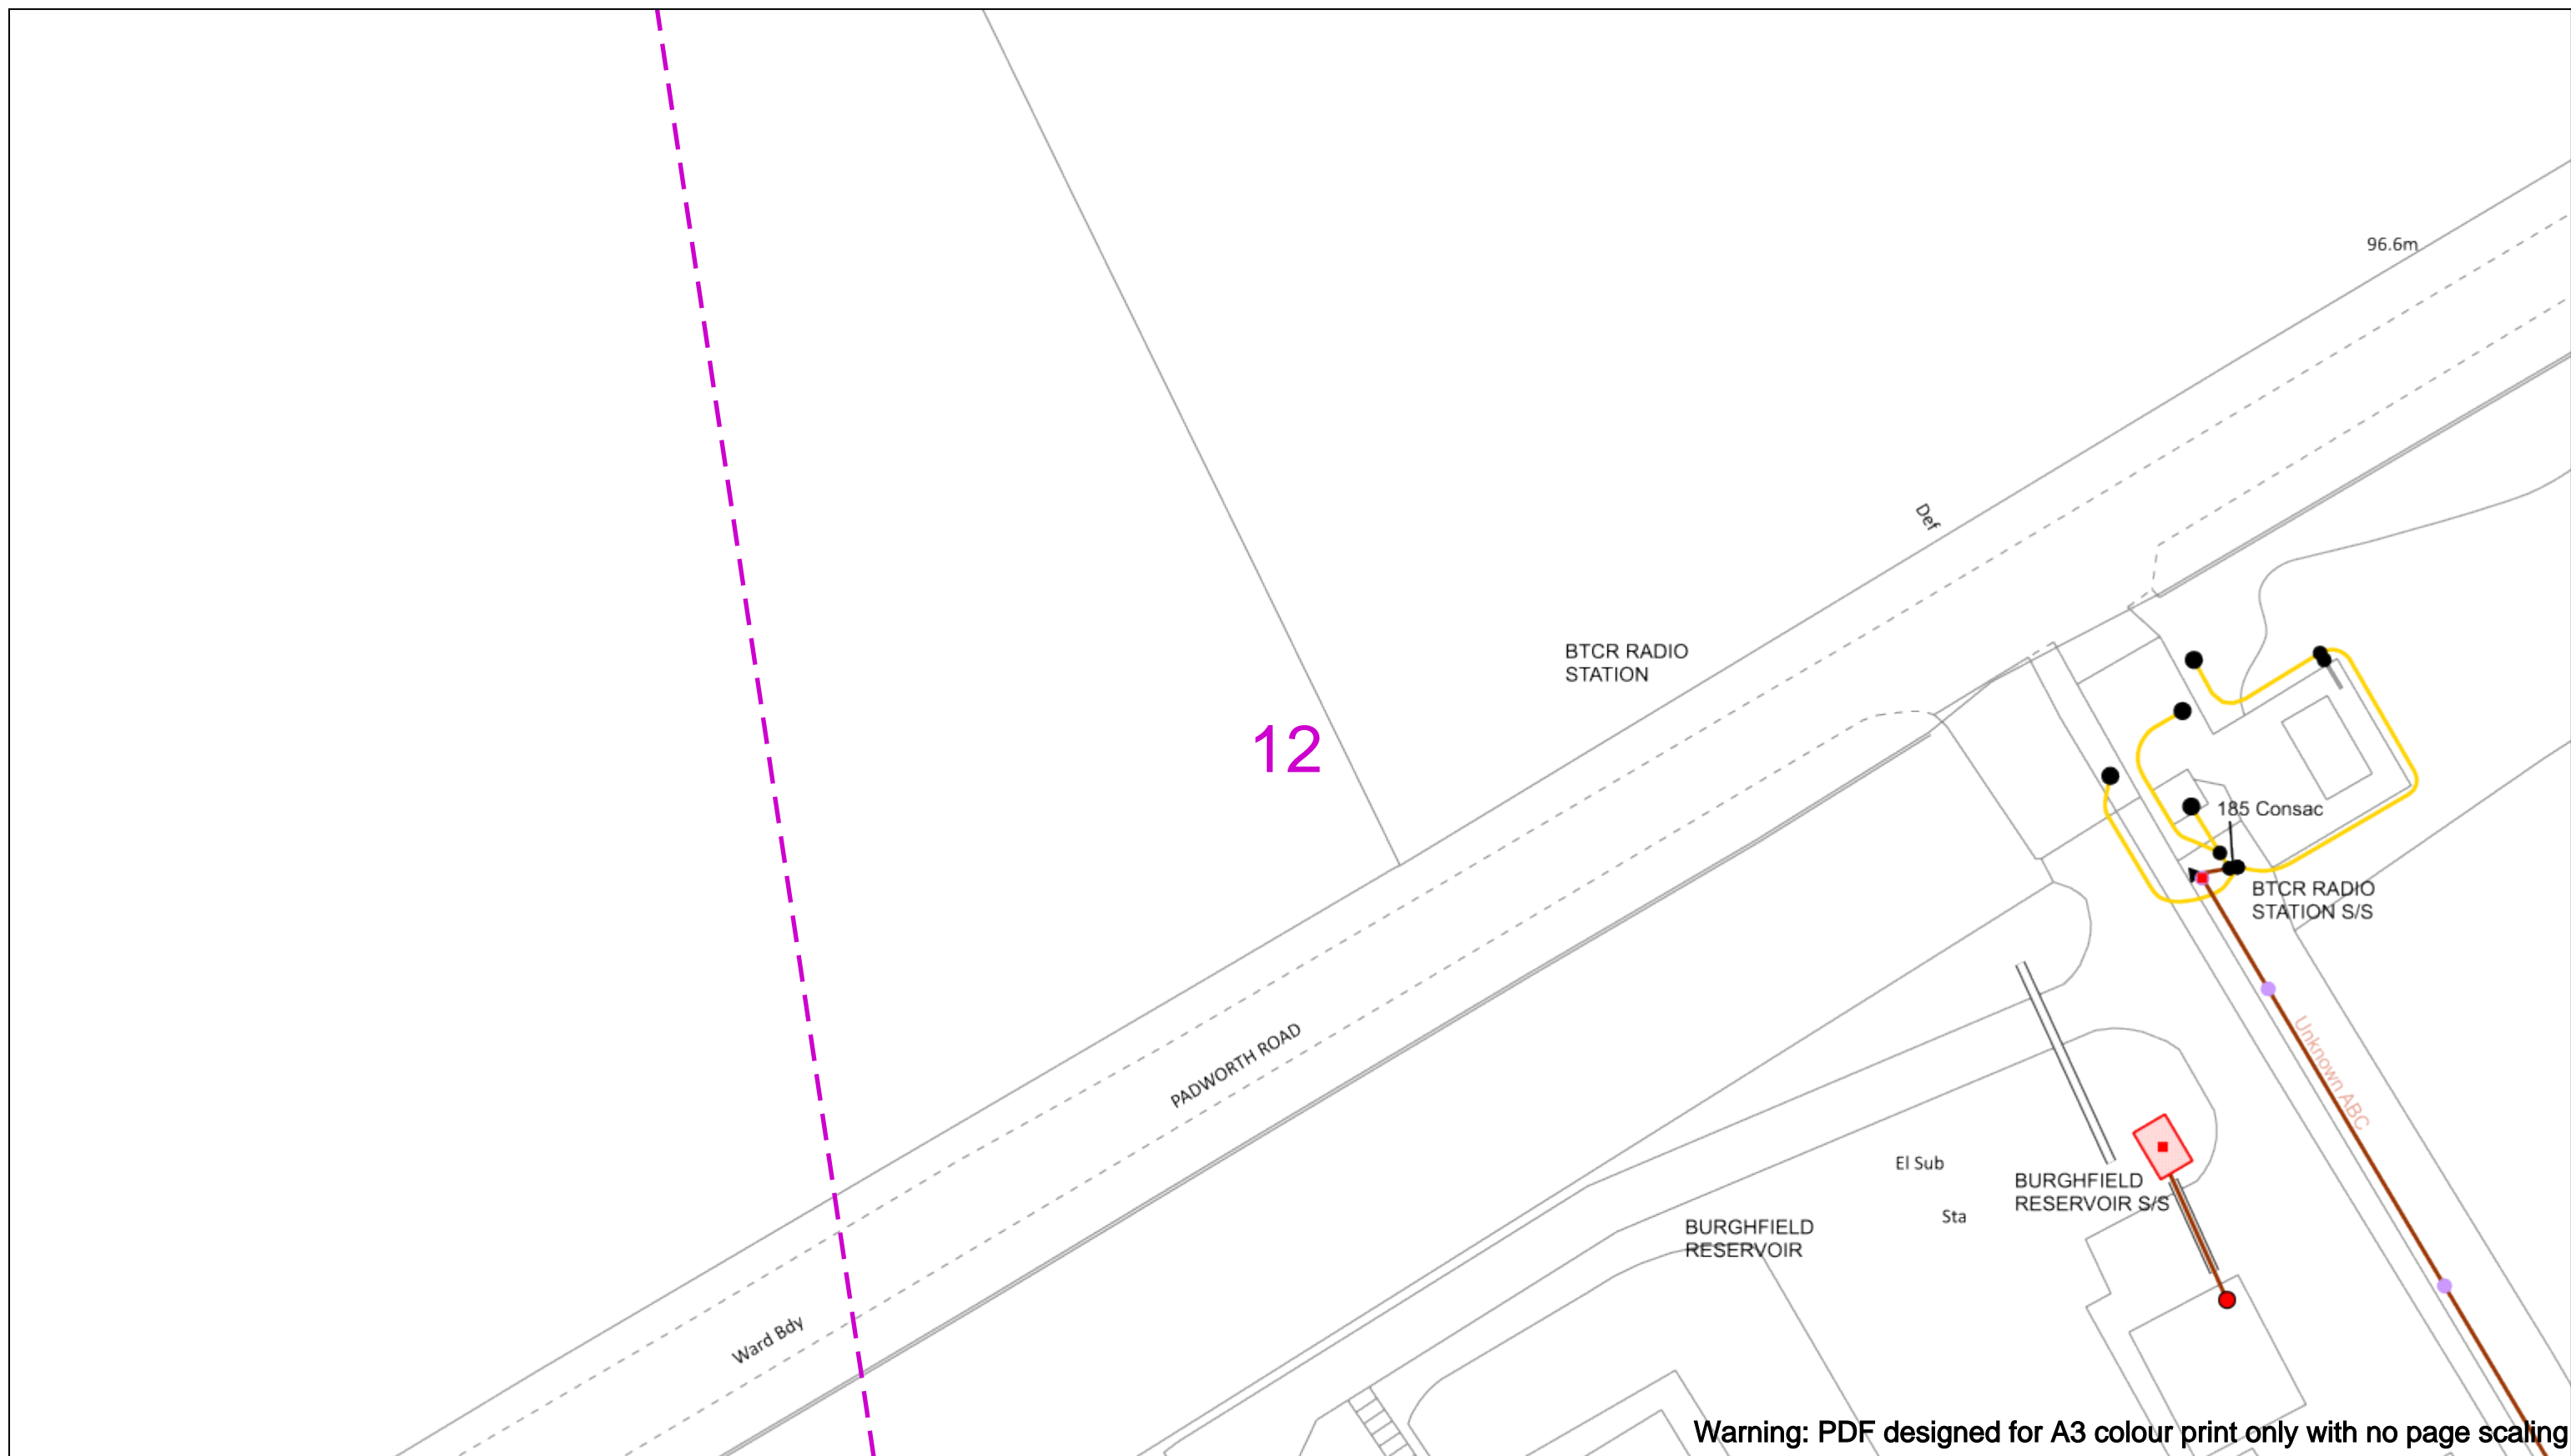 96.6m
Def
BTCR RADIO
STATION
12
185 Consac
BTCR RADIO
STATION S/S
PADWORTH ROAD
Unknown ABC
El Sub
BURGHFIELD
RESERVOIR S/S
Sta
BURGHFIELD
RESERVOIR
Ward Bdy
Warning: PDF designed for A3 colour print only with no page scaling